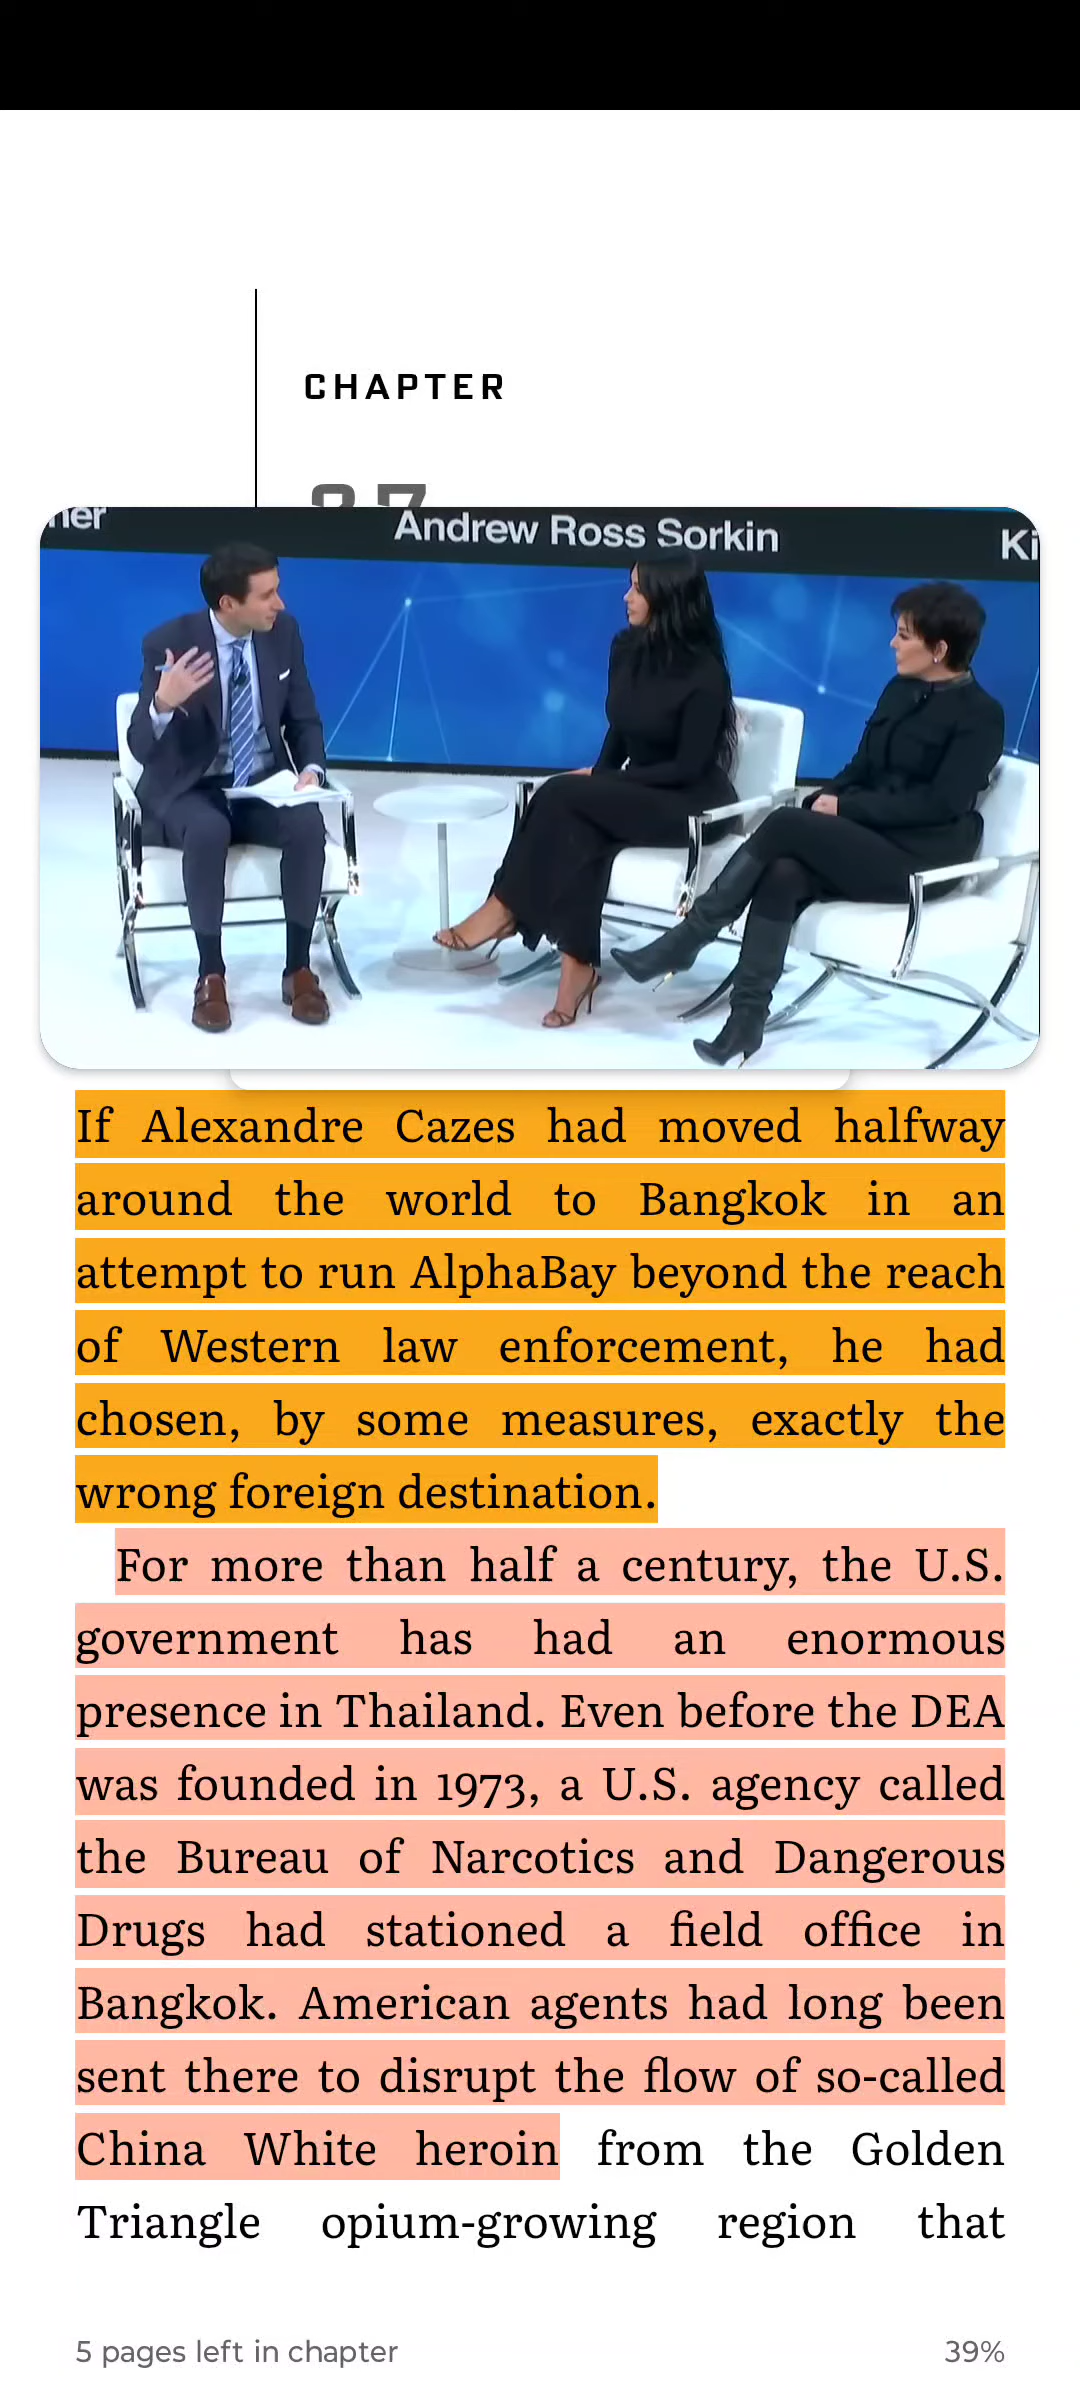 CHAPTER
ner
Andrew Ross Sorkin
Ki
If Alexandre Cazes had moved halfway
around the world to Bangkok in an
attempt to run AlphaBay beyond the reach
of Western law enforcement, he had
chosen, by some measures, exactly the
wrong foreign destination.
For more than half a century, the U.S.
government has had an enormous
presence in Thailand. Even before the DEA
was founded in 1973, a U.S. agency called
the Bureau of Narcotics and Dangerous
Drugs had stationed a field office in
Bangkok. American agents had long been
sent there to disrupt the flow of so-called
China White heroin from the Golden
Triangle opium-growing region that
5 pages left in chapter
39%